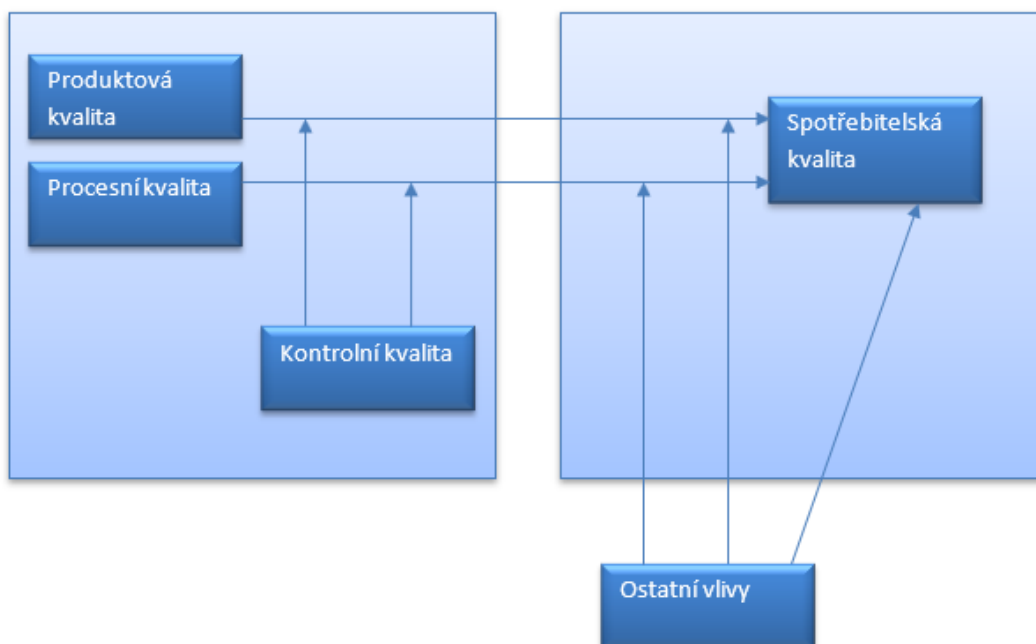 Produktová
kvalita
Spotřebitelská
kvalita
Procesní kvalita
Kontrolní kvalita
Ostatní vlivy